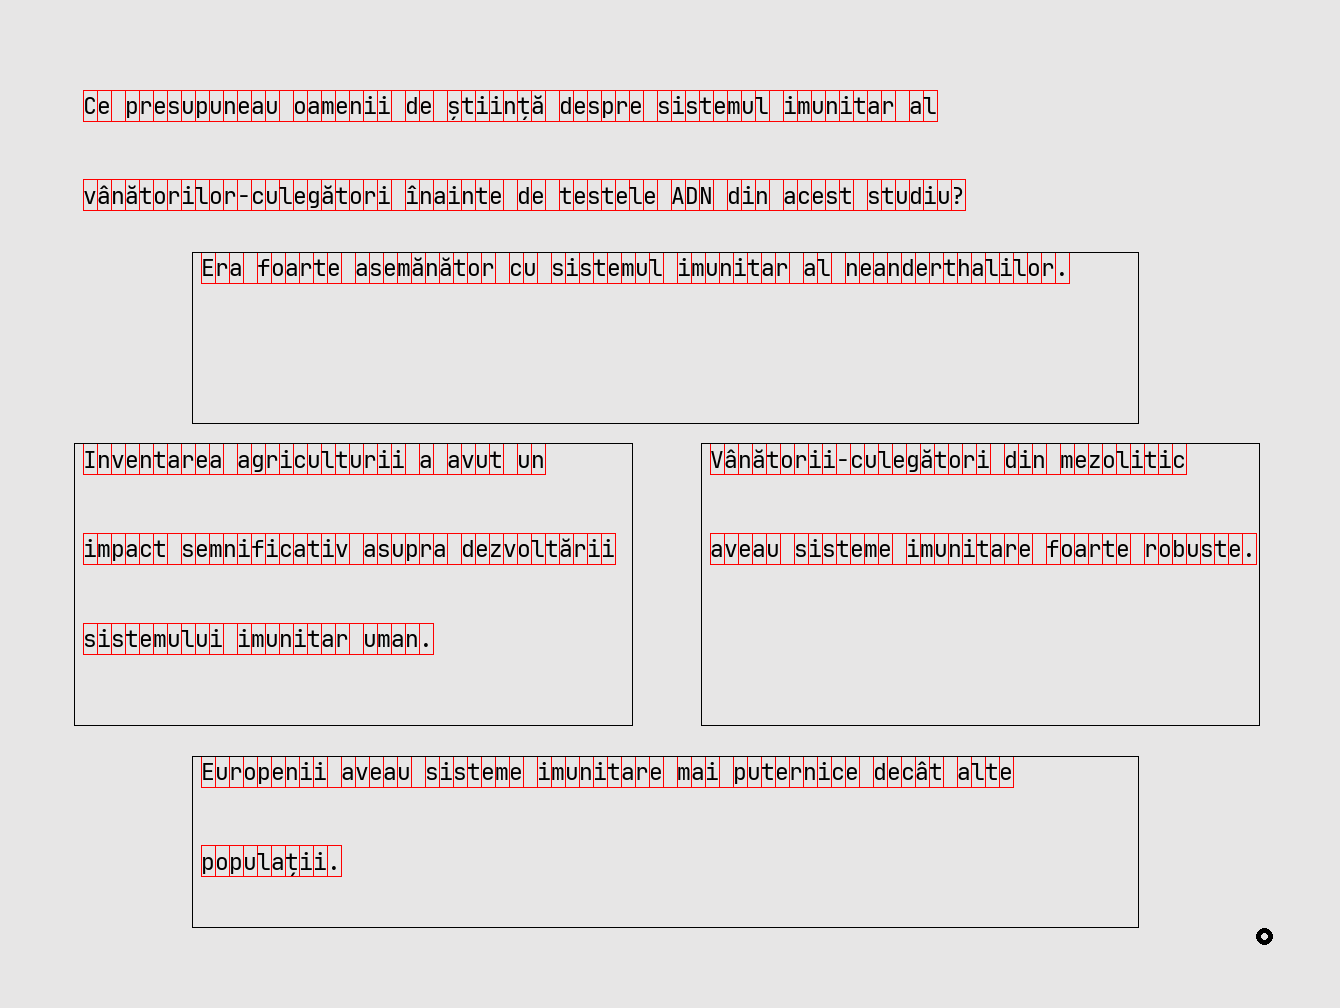 Ce presupuneau oamenii de știință despre sistemul imunitar al
vânătorilor-culegători înainte de testele ADN din acest studiu?
Era foarte asemănător cu sistemul imunitar al neanderthalilor.
Inventarea agriculturii a avut un
impact semnificativ asupra dezvoltării
sistemului imunitar uman.
Vânătorii-culegători din mezolitic
aveau sisteme imunitare foarte robuste.
Europenii aveau sisteme imunitare mai puternice decât alte
populații.